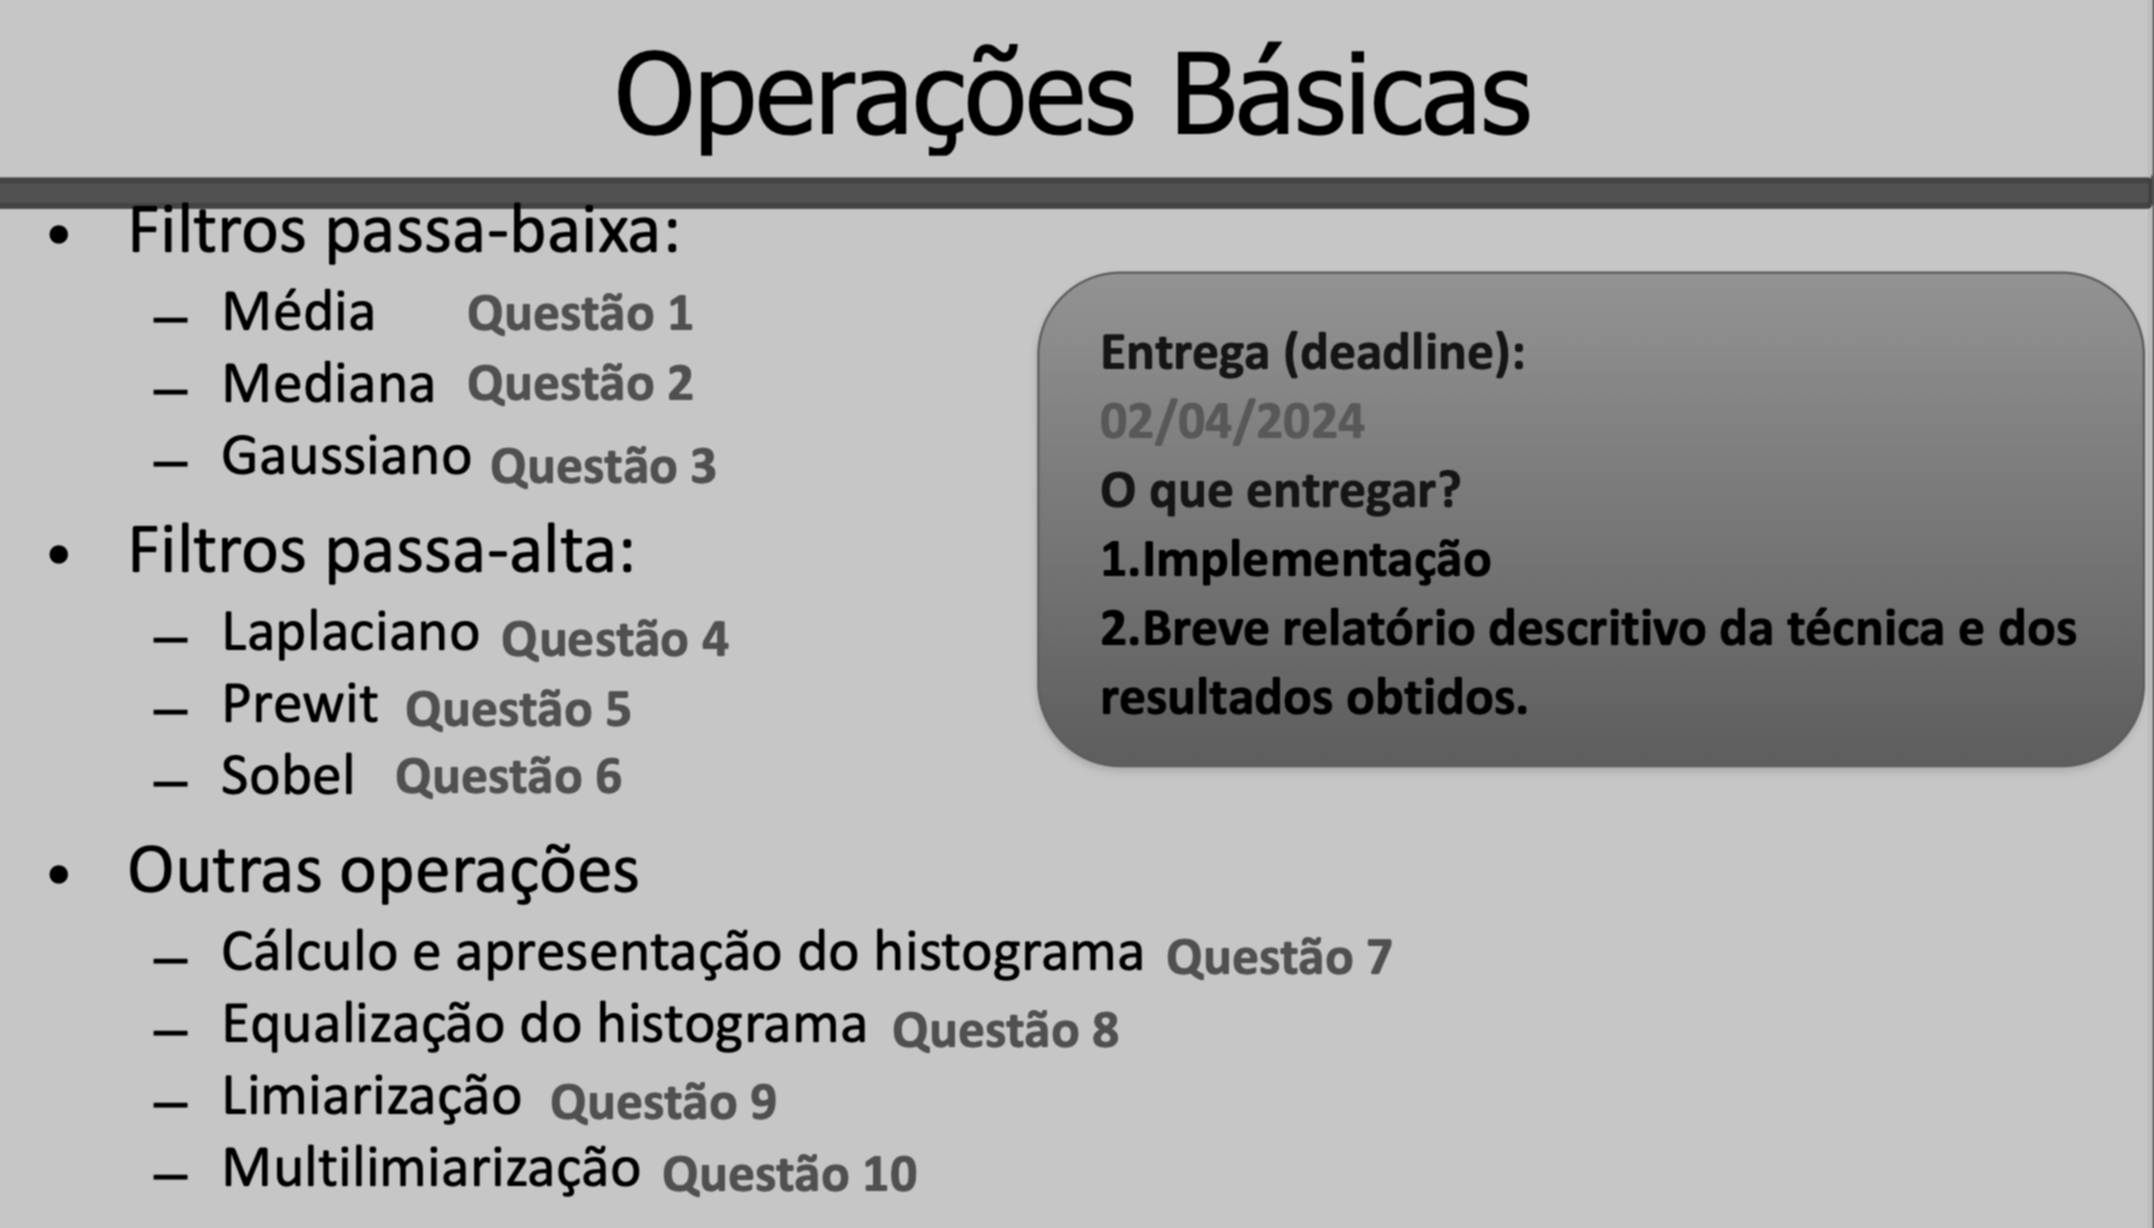 Operações Básicas
• Filtros passa-baixa:
– Média Questão 1
– Mediana Questão 2
– Gaussiano Questão 3
• Filtros passa-alta:
– Laplaciano Questão 4
– Prewit Questão 5
– Sobel Questão 6
• Outras operações
– Cálculo e apresentação do histograma Questão 7
– Equalização do histograma Questão 8
– Limiarização Questão 9
– Multilimiarização Questão 10
Entrega (deadline):
02/04/2024
O que entregar?
1.Implementação
2.Breve relatório descritivo da técnica e dos
resultados obtidos.